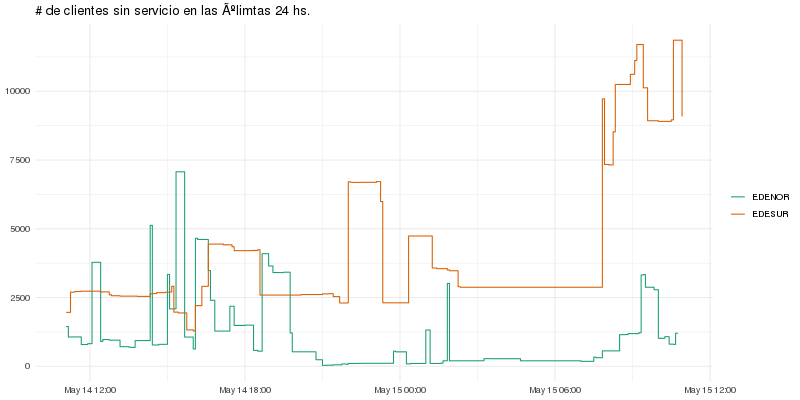 # de clientes sin servicio en las Ãºlimtas 24 hs.
10000
7500
5000
2500
0
May 14 12:00
May 14 18:00
May 15 00:00
May 15 06:00
May 15 12:00
EDENOR
EDESUR